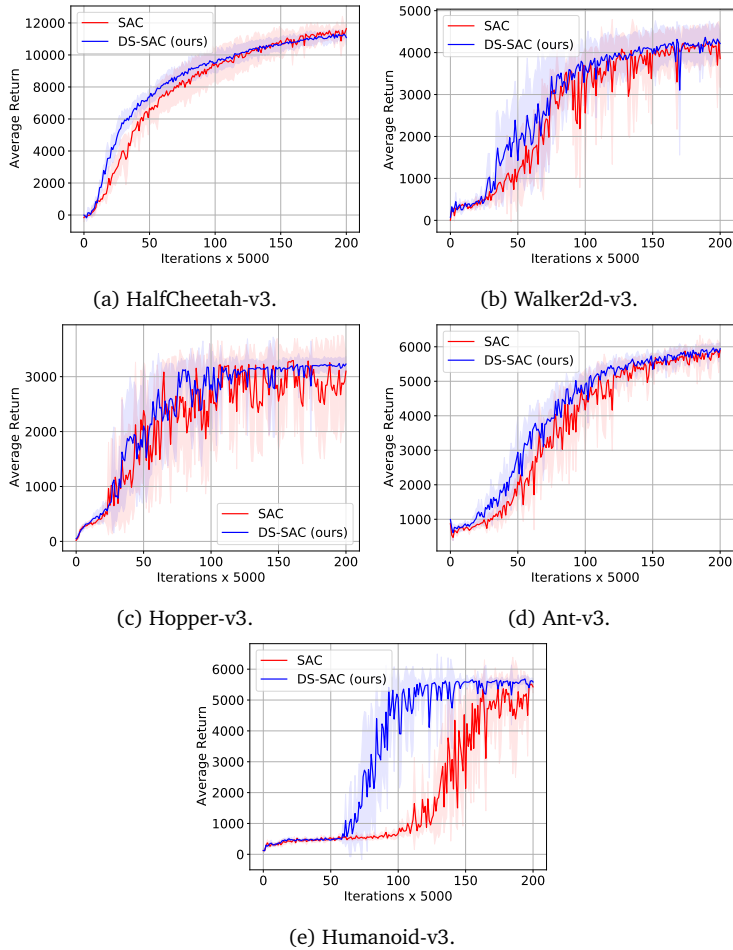 SAC
DS-SAC (ours)
12000
10000
8000
6000
4000
2000
0
Average Return
0 50 100 150 200
Iterations x 5000
(a) HalfCheetah-v3.
SAC
DS-SAC (ours)
5000
4000
3000
2000
1000
0
Average Return
0 50 100 150 200
Iterations x 5000
(b) Walker2d-v3.
3000
2000
1000
0
Average Return
SAC
DS-SAC (ours)
0 50 100 150 200
Iterations x 5000
(c) Hopper-v3.
SAC
DS-SAC (ours)
6000
5000
4000
3000
2000
1000
Average Return
0 50 100 150 200
Iterations x 5000
(d) Ant-v3.
SAC
DS-SAC (ours)
6000
5000
4000
3000
2000
1000
0
Average Return
0 50 100 150 200
Iterations x 5000
(e) Humanoid-v3.